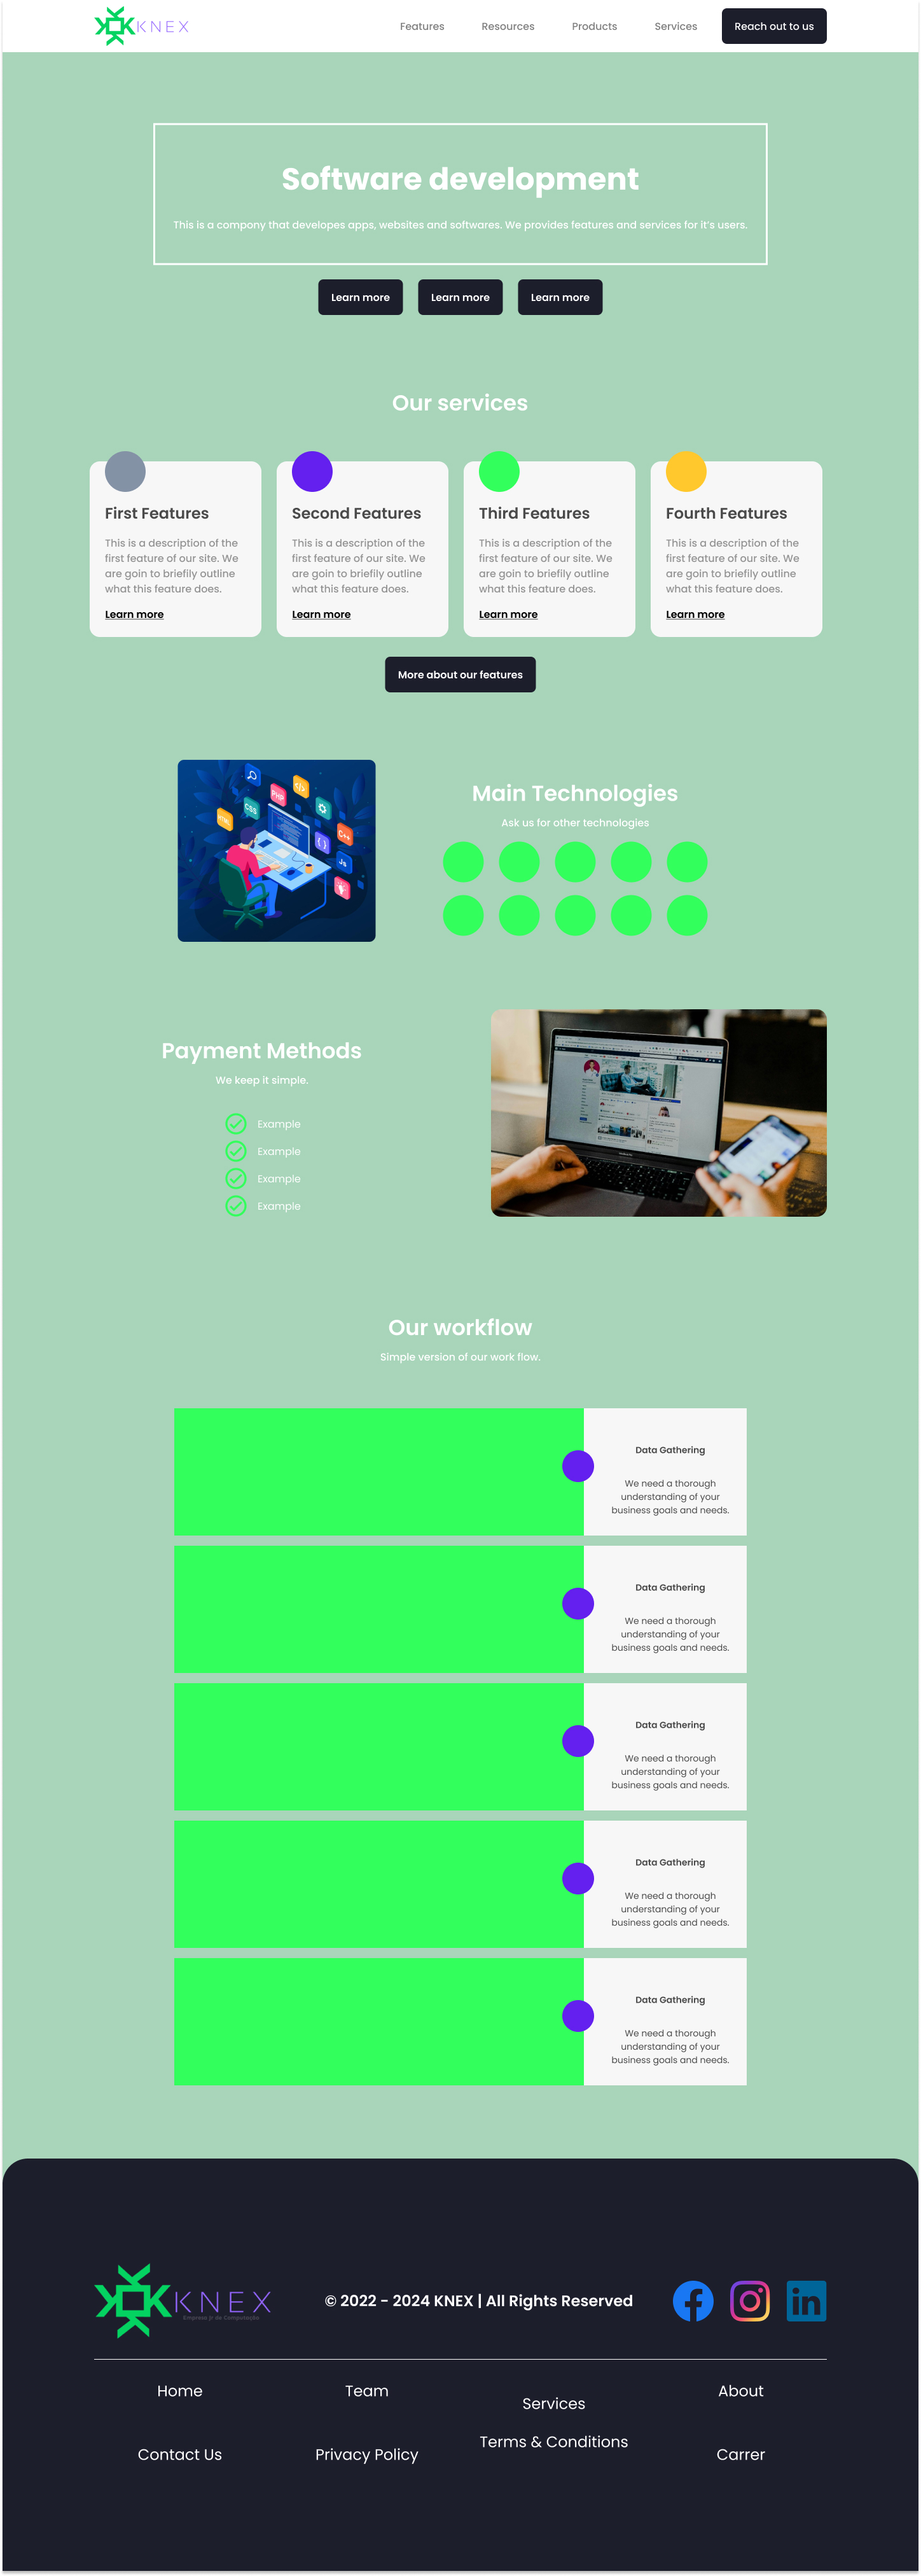 KNEX
Features
Resources
Products
Services
Reach out to us
Software development
This is a compony that developes apps, websites and softwares. We provides features and services for it's users.
Learn more
Learn more
Learn more
Our services
First Features
This is a description of the
first feature of our site. We
are goin to briefily outline
what this feature does.
Learn more
Second Features
This is a description of the
first feature of our site. We
are goin to briefily outline
what this feature does.
Learn more
Third Features
This is a description of the
first feature of our site. We
are goin to briefily outline
what this feature does.
Learn more
Fourth Features
This is a description of the
first feature of our site. We
are goin to briefily outline
what this feature does.
Learn more
More about our features
PHP
</>
CSS
HTML
C++
{ }
Js
Main Technologies
Ask us for other technologies
Payment Methods
We keep it simple.
Example
Example
Example
Example
Our workflow
Simple version of our work flow.
Data Gathering
We need a thorough
understanding of your
business goals and needs.
Data Gathering
We need a thorough
understanding of your
business goals and needs.
Data Gathering
We need a thorough
understanding of your
business goals and needs.
Data Gathering
We need a thorough
understanding of your
business goals and needs.
Data Gathering
We need a thorough
understanding of your
business goals and needs.
KNEX
Empresa jr de Computação
© 2022 - 2024 KNEX | All Rights Reserved
in
Home
Team
Services
About
Contact Us
Privacy Policy
Terms & Conditions
Carrer